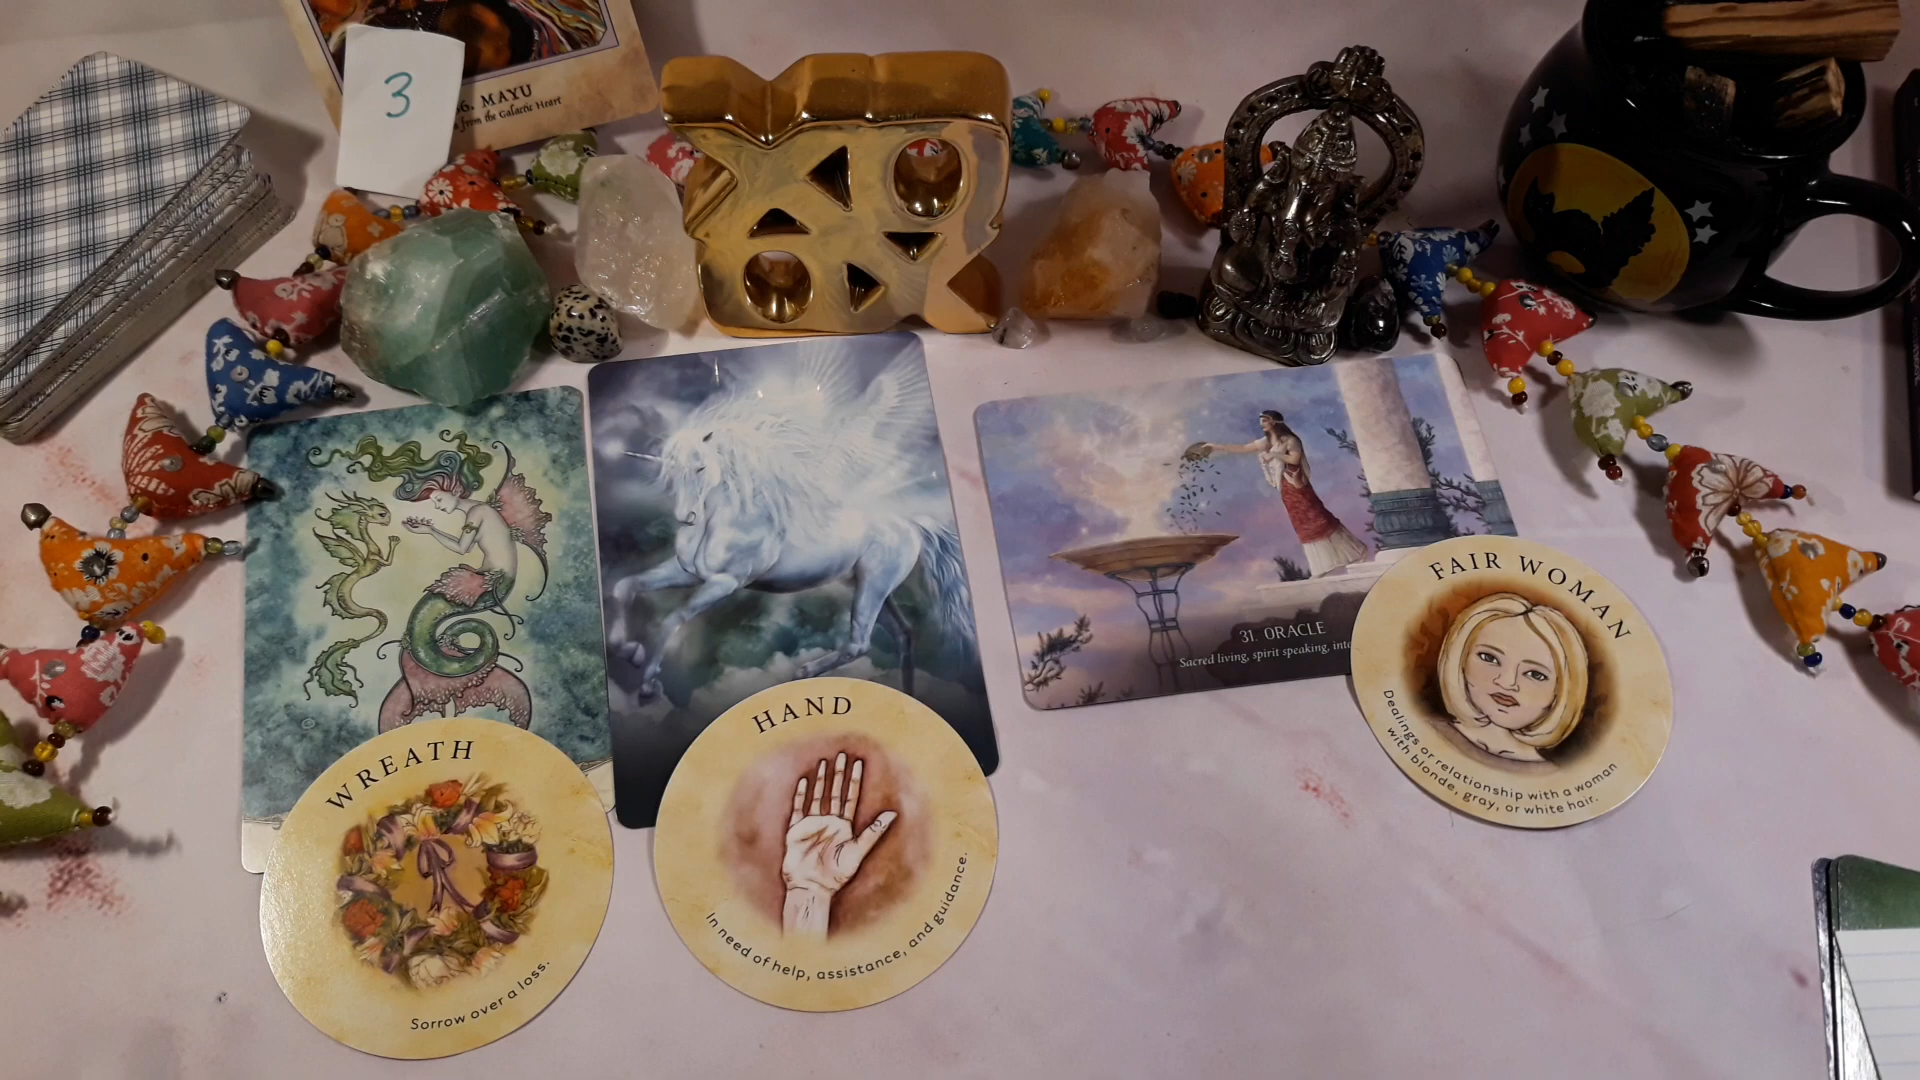 3
6. MAYU
from the Galactic Heart
31. ORACLE
Sacred living, spirit speaking,
FAIR WOMAN
Dealings or relationship with a woman
with blonde, gray, or white hair.
WREATH
Sorrow over a loss.
HAND
In need of help, assistance, and guidance.